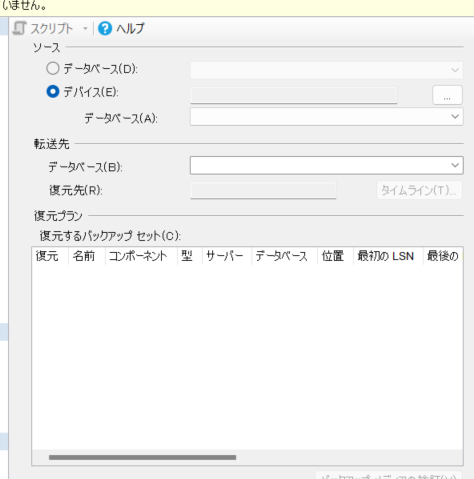 いません。
スクリプト ヘルプ
ソース
データベース(D):
デバイス(E):
...
データベース(A):
転送先
データベース(B):
復元先(R):
タイムライン(T)...
復元プラン
復元するバックアップ セット(C):
復元 名前 コンポーネント 型 サーバー データベース 位置 最初の LSN 最後の